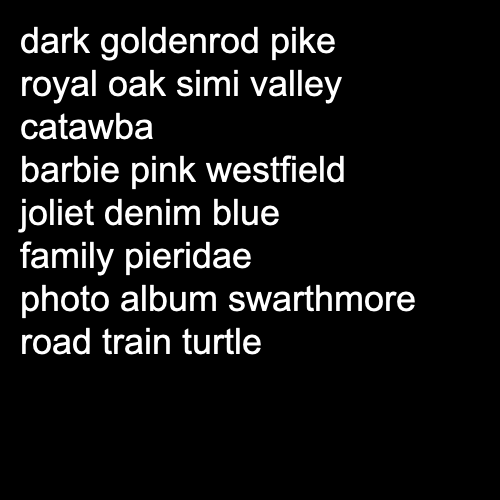 dark goldenrod pike
royal oak simi valley
catawba
barbie pink westfield
joliet denim blue
family pieridae
photo album swarthmore
road train turtle